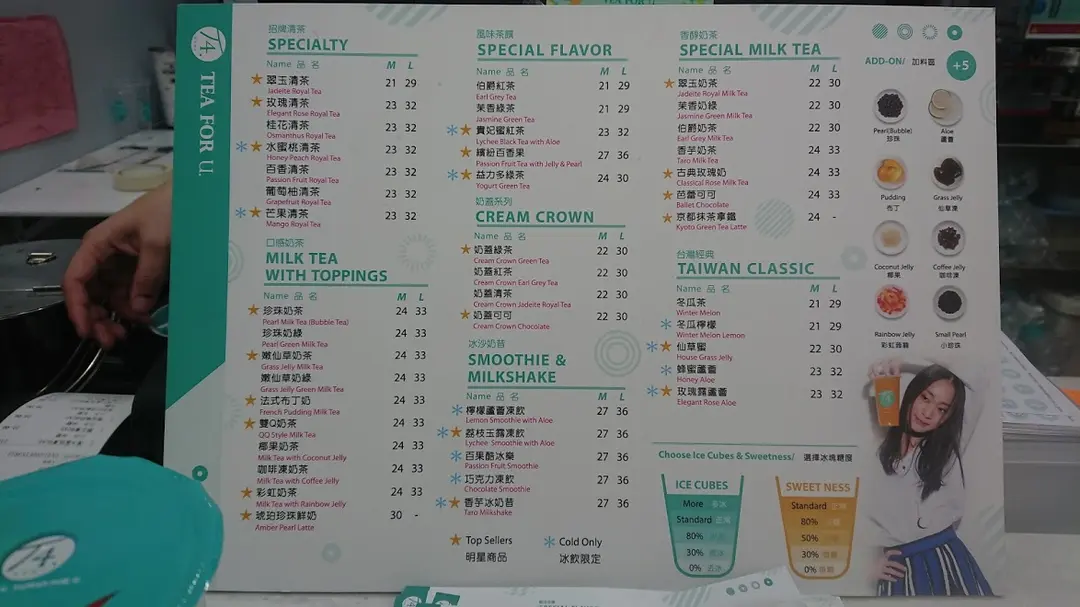 T4.
TEA FOR U.
招牌清茶
SPECIALTY
Name 品 名 M L
翠玉清茶 21 29
Jadeite Royal Tea
玫瑰清茶 23 32
Elegant Rose Royal Tea
桂花清茶 23 32
Osmanthus Royal Tea
水蜜桃清茶 23 32
Honey Peach Royal Tea
百香清茶 23 32
Passion Fruit Royal Tea
葡萄柚清茶 23 32
Grapefruit Royal Tea
芒果清茶 23 32
Mango Royal Tea
口感奶茶
MILK TEA
WITH TOPPINGS
Name 品 名 M L
珍珠奶茶 24 33
Pearl Milk Tea (Bubble Tea)
珍珠奶綠 24 33
Pearl Green Milk Tea
嫩仙草奶茶 24 33
Grass Jelly Milk Tea
嫩仙草奶綠 24 33
Grass Jelly Green Milk Tea
法式布丁奶 24 33
French Pudding Milk Tea
雙Q奶茶 24 33
QQ Style Milk Tea
椰果奶茶 24 33
Milk Tea with Coconut Jelly
咖啡凍奶茶 24 33
Milk Tea with Coffee Jelly
彩虹奶茶 24 33
Milk Tea with Rainbow Jelly
琥珀珍珠鮮奶 30 -
Amber Pearl Latte
風味茶饌
SPECIAL FLAVOR
Name 品 名 M L
伯爵紅茶 21 29
Earl Grey Tea
茉香綠茶 21 29
Jasmine Green Tea
貴妃蜜紅茶 23 32
Lychee Black Tea with Aloe
繽紛百香果 27 36
Passion Fruit Tea with Jelly & Pearl
益力多綠茶 24 30
Yogurt Green Tea
奶蓋系列
CREAM CROWN
Name 品 名 M L
奶蓋綠茶 22 30
Cream Crown Green Tea
奶蓋紅茶 22 30
Cream Crown Earl Grey Tea
奶蓋清茶 22 30
Cream Crown Jadeite Royal Tea
奶蓋可可 22 30
Cream Crown Chocolate
冰沙奶昔
SMOOTHIE &
MILKSHAKE
Name 品 名 M L
檸檬蘆薈凍飲 27 36
Lemon Smoothie with Aloe
荔枝玉露凍飲 27 36
Lychee Smoothie with Aloe
百果酷冰樂 27 36
Passion Fruit Smoothie
巧克力凍飲 27 36
Chocolate Smoothie
香芋冰奶昔 27 36
Taro Milkshake
Top Sellers
明星商品
Cold Only
冰飲限定
香醇奶茶
SPECIAL MILK TEA
Name 品 名 M L
翠玉奶茶 22 30
Jadeite Royal Milk Tea
茉香奶綠 22 30
Jasmine Green Milk Tea
伯爵奶茶 22 30
Earl Grey Milk Tea
香芋奶茶 24 33
Taro Milk Tea
古典玫瑰奶 24 33
Classical Rose Milk Tea
芭蕾可可 24 33
Ballet Chocolate
京都抹茶拿鐵 24 -
Kyoto Green Tea Latte
台灣經典
TAIWAN CLASSIC
Name 品 名 M L
冬瓜茶 21 29
Winter Melon
冬瓜檸檬 21 29
Winter Melon Lemon
仙草蜜 22 30
House Grass Jelly
蜂蜜蘆薈 23 32
Honey Aloe
玫瑰露蘆薈 23 32
Elegant Rose Aloe
Choose Ice Cubes & Sweetness/ 選擇冰塊糖度
ICE CUBES
More
Standard
80%
30%
0%
SWEET NESS
Standard
80%
50%
30%
0%
ADD-ON/ 加料區 +5
Pearl(Bubble)
珍珠
Aloe
蘆薈
Pudding
布丁
Grass Jelly
仙草凍
Coconut Jelly
椰果
Coffee Jelly
咖啡凍
Rainbow Jelly
彩虹蒟蒻
Small Pearl
小珍珠
T4.